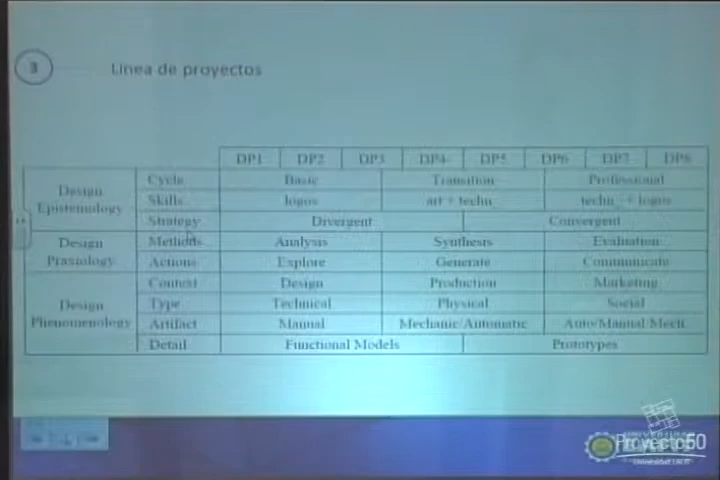 3 Línea de proyectos
DP1 DP2 DP3 DP4 DP5 DP6 DP7 DP8
Design Epistemology
Cycle Basic Transition Professional
Skills logos art + techn techn + logos
Strategy Divergent Convergent
Design Praxiology
Methods Analysis Synthesis Evaluation
Actions Explore Generate Communicate
Design Phenomenology
Context Design Production Marketing
Type Technical Physical Social
Artifact Manual Mechanic/Automatic Auto/Manual/Mech
Detail Functional Models Prototypes
Proyecto50
Universidad EAFIT